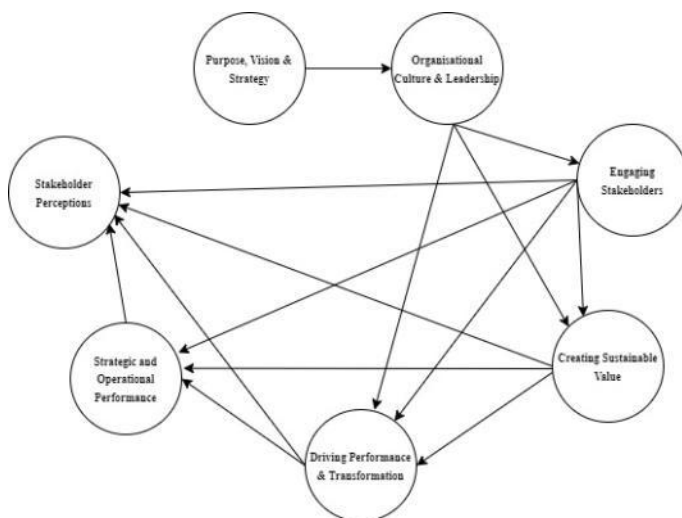 Purpose, Vision &
Strategy
Organisational
Culture & Leadership
Engaging
Stakeholders
Stakeholder
Perceptions
Creating Sustainable
Value
Strategic and
Operational
Performance
Driving Performance
& Transformation